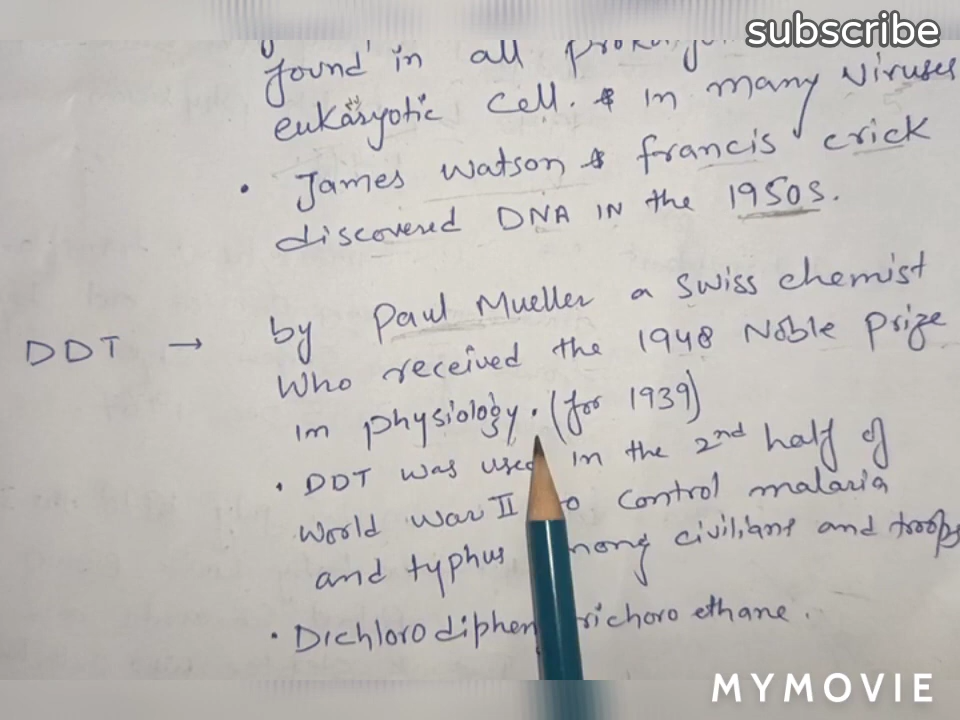 subscribe
found in all
eukaryotic cell. & in many viruses
• James Watson & francis crick
discovered DNA IN the 1950s.
by Paul Mueller a swiss chemist
DDT → who received the 1948 Noble Prize
in physiology. (for 1939)
• DDT was used in the 2nd half of
World War II to control malaria
and typhus among civilians and troops
• Dichloro diphen richoro ethane.
MYMOVIE